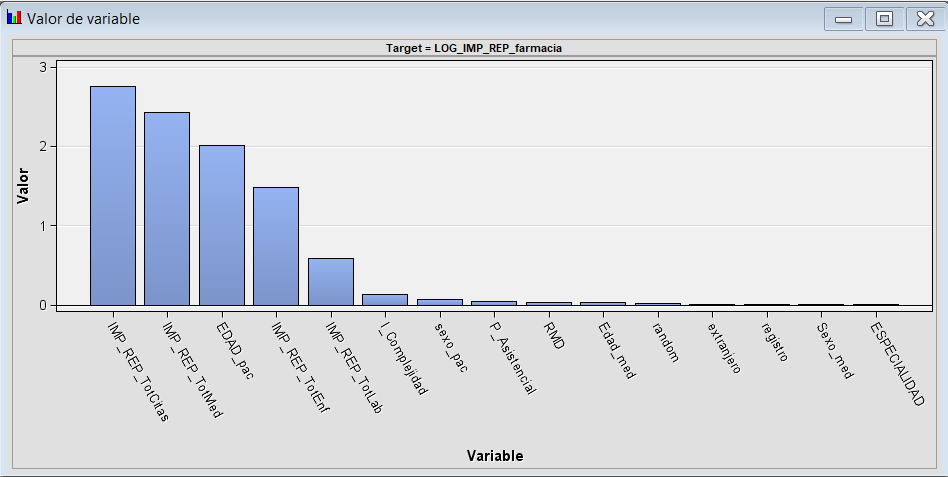 Valor de variable
Target = LOG_IMP_REP_farmacia
3
2
1
0
Valor
IMP_REP_TotCitas
IMP_REP_TotMed
EDAD_pac
IMP_REP_TotEnf
IMP_REP_TotLab
I_Complejidad
sexo_pac
P_Asistencial
RMD
Edad_med
random
extranjero
registro
Sexo_med
ESPECIALIDAD
Variable